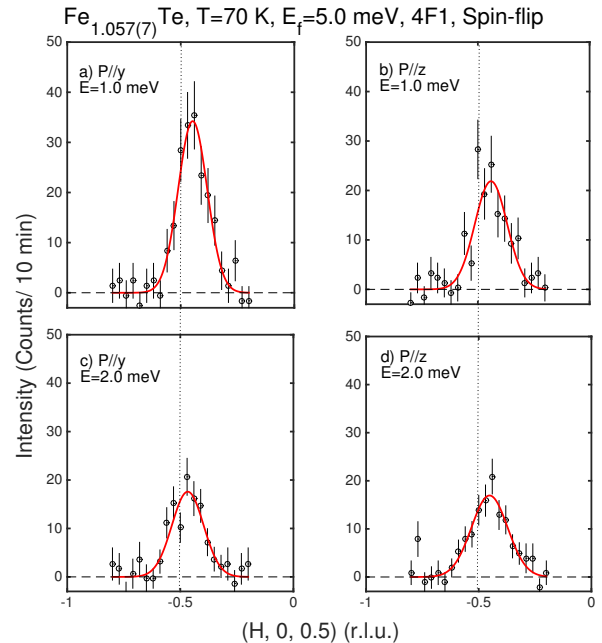 Fe1.057(7)Te, T=70 K, Ef=5.0 meV, 4F1, Spin-flip
50
40
30
20
10
0
a) P//y
E=1.0 meV
50
40
30
20
10
0
b) P//z
E=1.0 meV
50
40
30
20
10
0
-1
-0.5
0
c) P//y
E=2.0 meV
50
40
30
20
10
0
-1
-0.5
0
d) P//z
E=2.0 meV
Intensity (Counts/ 10 min)
(H, 0, 0.5) (r.l.u.)